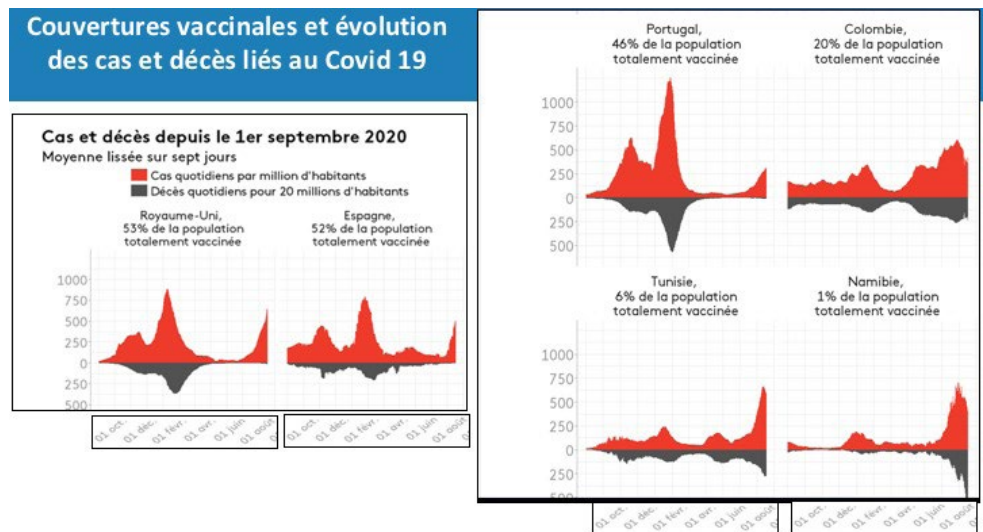 Couvertures vaccinales et évolution
des cas et décès liés au Covid 19
Cas et décès depuis le 1er septembre 2020
Moyenne lissée sur sept jours
Cas quotidiens par million d'habitants
Décès quotidiens pour 20 millions d'habitants
Royaume-Uni,
53% de la population
totalement vaccinée
Espagne,
52% de la population
totalement vaccinée
1000
750
500
250
0
250
500
01 oct. 01 déc. 01 févr. 01 avr. 01 juin 01 août
01 oct. 01 déc. 01 févr. 01 avr. 01 juin 01 août
Portugal,
46% de la population
totalement vaccinée
Colombie,
20% de la population
totalement vaccinée
1000
750
500
250
0
250
500
Tunisie,
6% de la population
totalement vaccinée
Namibie,
1% de la population
totalement vaccinée
1000
750
500
250
0
250
500
01 oct. 01 déc. 01 févr. 01 avr. 01 juin 01 août
01 oct. 01 déc. 01 févr. 01 avr. 01 juin 01 août